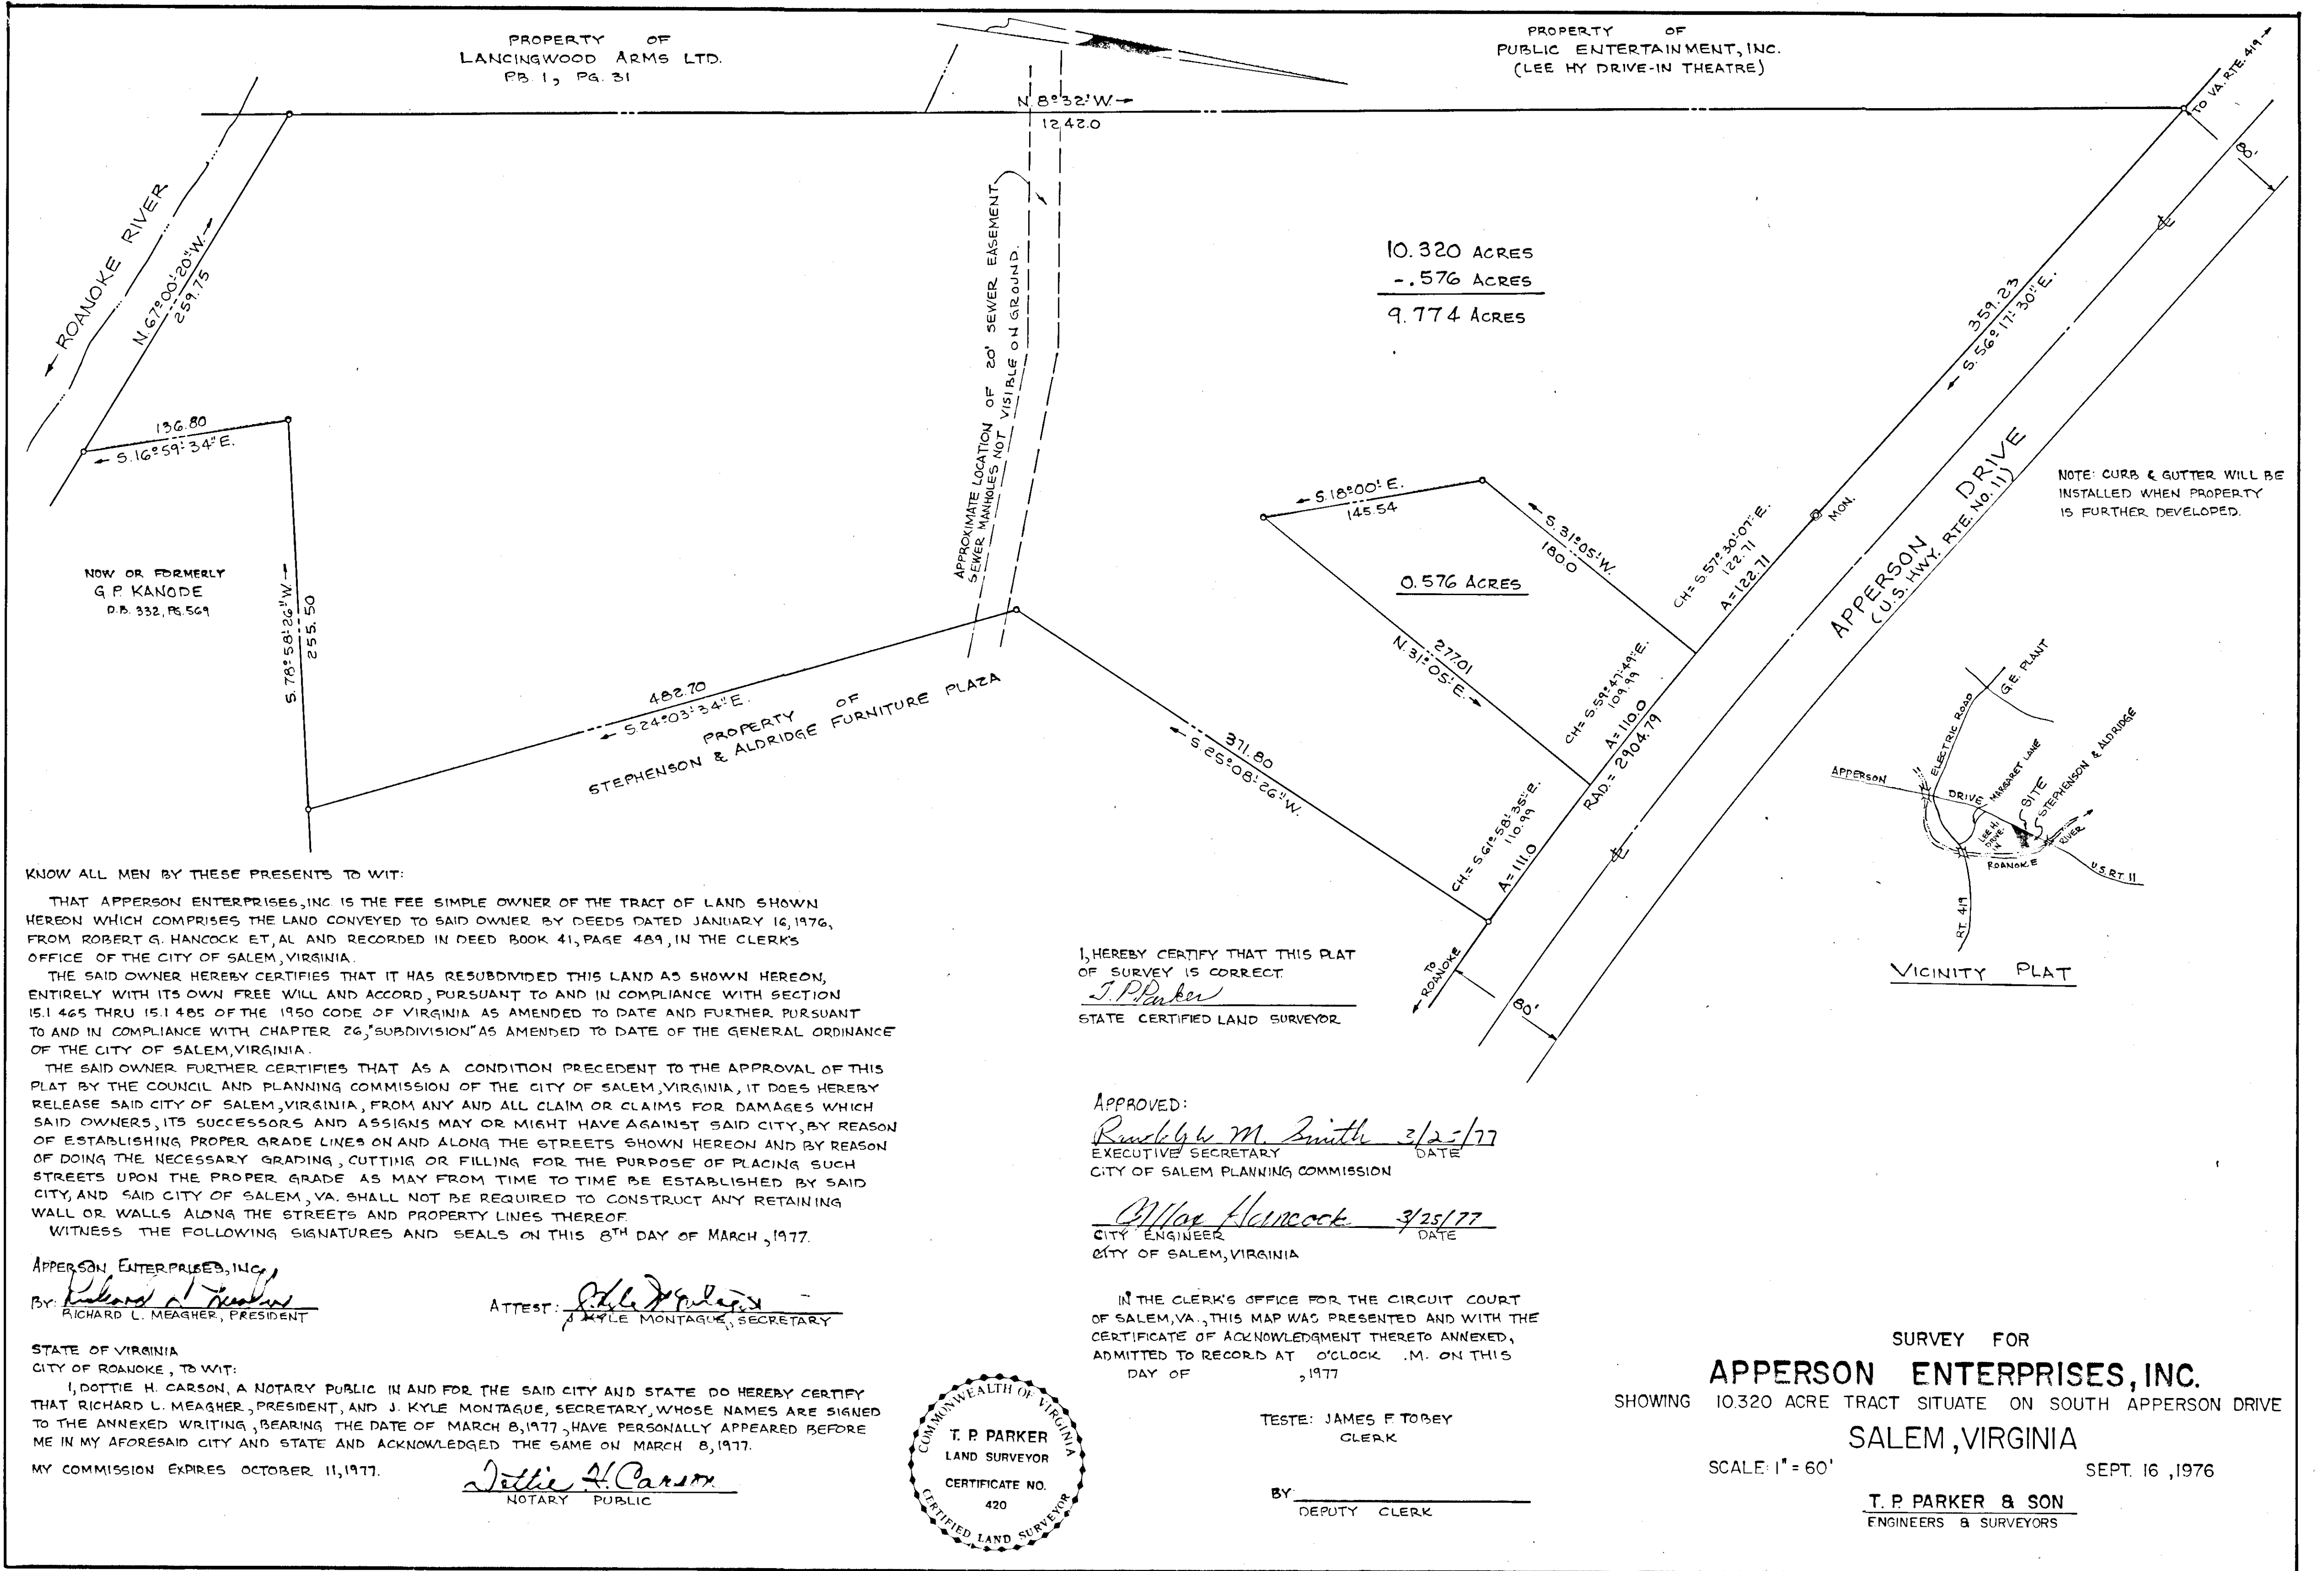 PROPERTY OF
LANCINGWOOD ARMS LTD.
P.B. 1, PG. 31
PROPERTY OF
PUBLIC ENTERTAINMENT, INC.
(LEE HY DRIVE-IN THEATRE)
TO VA. RTE. 419
N. 8° 32' W.
1242.0
8.'
ROANOKE RIVER
N. 67° 00' 20" W.
259.75
136.80
S. 16° 59' 34" E.
APPROXIMATE LOCATION OF 20' SEWER EASEMENT
SEWER MANHOLES NOT VISIBLE ON GROUND.
10.320 ACRES
-.576 ACRES
9.774 ACRES
359.23
S. 56° 17' 30" E.
S. 18° 00' E.
145.54
S. 31° 05' W.
180.0
0.576 ACRES
277.01
N. 31° 05' E.
CH = S. 57° 30' 07" E.
122.71
A = 122.71
MON.
APPERSON DRIVE
(U.S. HWY. RTE. No. 11)
NOTE: CURB & GUTTER WILL BE
INSTALLED WHEN PROPERTY
IS FURTHER DEVELOPED.
NOW OR FORMERLY
G. P. KANODE
D.B. 332, PG. 569
S. 78° 58' 26" W.
255.50
482.70
S. 24° 03' 34" E.
PROPERTY OF
STEPHENSON & ALDRIDGE FURNITURE PLAZA
371.80
S. 25° 08' 26" W.
CH = S. 59° 47' 49" E.
109.99
A = 110.0
RAD. = 2904.79
CH. = S. 61° 58' 35" E.
110.99
A = 111.0
TO
ROANOKE
80'
G.E. PLANT
ELECTRIC ROAD
APPERSON DRIVE
MARGARET LANE
SITE
STEPHENSON & ALDRIDGE
LEE HI
DRIVE-
IN
ROANOKE RIVER
U.S. RT. 11
RT. 419
VICINITY PLAT
KNOW ALL MEN BY THESE PRESENTS TO WIT:
THAT APPERSON ENTERPRISES, INC. IS THE FEE SIMPLE OWNER OF THE TRACT OF LAND SHOWN
HEREON WHICH COMPRISES THE LAND CONVEYED TO SAID OWNER BY DEEDS DATED JANUARY 16, 1976,
FROM ROBERT G. HANCOCK ET, AL AND RECORDED IN DEED BOOK 41, PAGE 489, IN THE CLERK'S
OFFICE OF THE CITY OF SALEM, VIRGINIA.
THE SAID OWNER HEREBY CERTIFIES THAT IT HAS RESUBDIVIDED THIS LAND AS SHOWN HEREON,
ENTIRELY WITH ITS OWN FREE WILL AND ACCORD, PURSUANT TO AND IN COMPLIANCE WITH SECTION
15.1 465 THRU 15.1 485 OF THE 1950 CODE OF VIRGINIA AS AMENDED TO DATE AND FURTHER PURSUANT
TO AND IN COMPLIANCE WITH CHAPTER 26, "SUBDIVISION" AS AMENDED TO DATE OF THE GENERAL ORDINANCE
OF THE CITY OF SALEM, VIRGINIA.
THE SAID OWNER FURTHER CERTIFIES THAT AS A CONDITION PRECEDENT TO THE APPROVAL OF THIS
PLAT BY THE COUNCIL AND PLANNING COMMISSION OF THE CITY OF SALEM, VIRGINIA, IT DOES HEREBY
RELEASE SAID CITY OF SALEM, VIRGINIA, FROM ANY AND ALL CLAIM OR CLAIMS FOR DAMAGES WHICH
SAID OWNERS, ITS SUCCESSORS AND ASSIGNS MAY OR MIGHT HAVE AGAINST SAID CITY, BY REASON
OF ESTABLISHING PROPER GRADE LINES ON AND ALONG THE STREETS SHOWN HEREON AND BY REASON
OF DOING THE NECESSARY GRADING, CUTTING OR FILLING FOR THE PURPOSE OF PLACING SUCH
STREETS UPON THE PROPER GRADE AS MAY FROM TIME TO TIME BE ESTABLISHED BY SAID
CITY, AND SAID CITY OF SALEM, VA. SHALL NOT BE REQUIRED TO CONSTRUCT ANY RETAINING
WALL OR WALLS ALONG THE STREETS AND PROPERTY LINES THEREOF.
WITNESS THE FOLLOWING SIGNATURES AND SEALS ON THIS 8TH DAY OF MARCH, 1977.
APPERSON ENTERPRISES, INC.
BY:
RICHARD L. MEAGHER, PRESIDENT
ATTEST:
J. KYLE MONTAGUE, SECRETARY
STATE OF VIRGINIA
CITY OF ROANOKE, TO WIT:
I, DOTTIE H. CARSON, A NOTARY PUBLIC IN AND FOR THE SAID CITY AND STATE DO HEREBY CERTIFY
THAT RICHARD L. MEAGHER, PRESIDENT, AND J. KYLE MONTAGUE, SECRETARY, WHOSE NAMES ARE SIGNED
TO THE ANNEXED WRITING, BEARING THE DATE OF MARCH 8, 1977, HAVE PERSONALLY APPEARED BEFORE
ME IN MY AFORESAID CITY AND STATE AND ACKNOWLEDGED THE SAME ON MARCH 8, 1977.
MY COMMISSION EXPIRES OCTOBER 11, 1977.
Dottie H. Carson
NOTARY PUBLIC
COMMONWEALTH OF VIRGINIA
T. P. PARKER
LAND SURVEYOR
CERTIFICATE NO.
420
CERTIFIED LAND SURVEYOR
I, HEREBY CERTIFY THAT THIS PLAT
OF SURVEY IS CORRECT.
T. P. Parker
STATE CERTIFIED LAND SURVEYOR
APPROVED:
M. Smith
EXECUTIVE SECRETARY DATE
CITY OF SALEM PLANNING COMMISSION
Hancock 3/25/77
CITY ENGINEER DATE
CITY OF SALEM, VIRGINIA
IN THE CLERK'S OFFICE FOR THE CIRCUIT COURT
OF SALEM, VA., THIS MAP WAS PRESENTED AND WITH THE
CERTIFICATE OF ACKNOWLEDGMENT THERETO ANNEXED,
ADMITTED TO RECORD AT O'CLOCK .M. ON THIS
DAY OF , 1977
TESTE: JAMES F. TOBEY
CLERK
BY
DEPUTY CLERK
SURVEY FOR
APPERSON ENTERPRISES, INC.
SHOWING 10.320 ACRE TRACT SITUATE ON SOUTH APPERSON DRIVE
SALEM, VIRGINIA
SCALE: 1" = 60' SEPT. 16, 1976
T. P. PARKER & SON
ENGINEERS & SURVEYORS